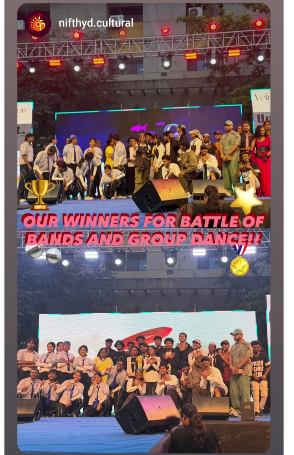 nifthyd.cultural
OUR WINNERS FOR BATTLE OF
BANDS AND GROUP DANCE!!